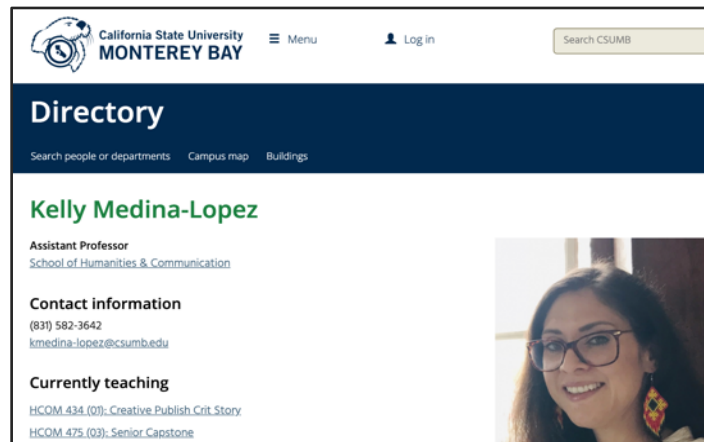 California State University
MONTEREY BAY
Menu
Log in
Search CSUMB
Directory
Search people or departments Campus map Buildings
Kelly Medina-Lopez
Assistant Professor
School of Humanities & Communication
Contact information
(831) 582-3642
kmedina-lopez@csumb.edu
Currently teaching
HCOM 434 (01): Creative Publish Crit Story
HCOM 475 (03): Senior Capstone